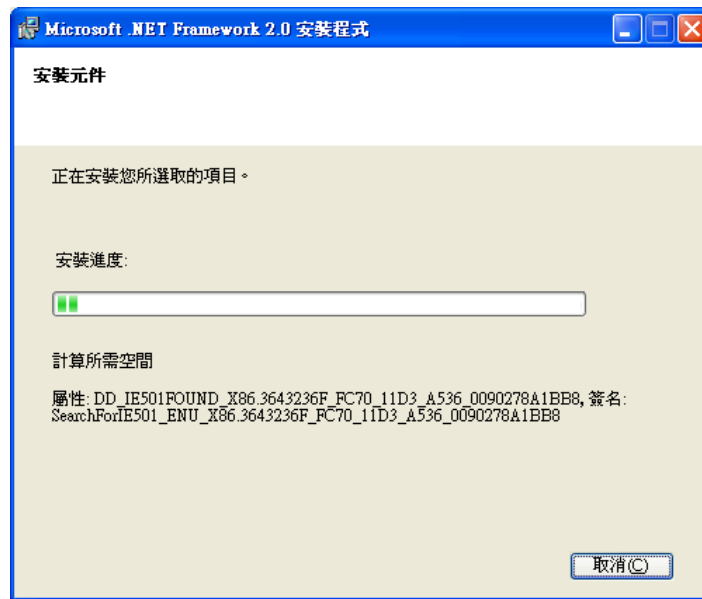 Microsoft .NET Framework 2.0 安裝程式
安裝元件
正在安裝您所選取的項目。
安裝進度:
計算所需空間
屬性: DD_IE501FOUND_X86.3643236F_FC70_11D3_A536_0090278A1BB8, 簽名:
SearchForIE501_ENU_X86.3643236F_FC70_11D3_A536_0090278A1BB8
取消(C)